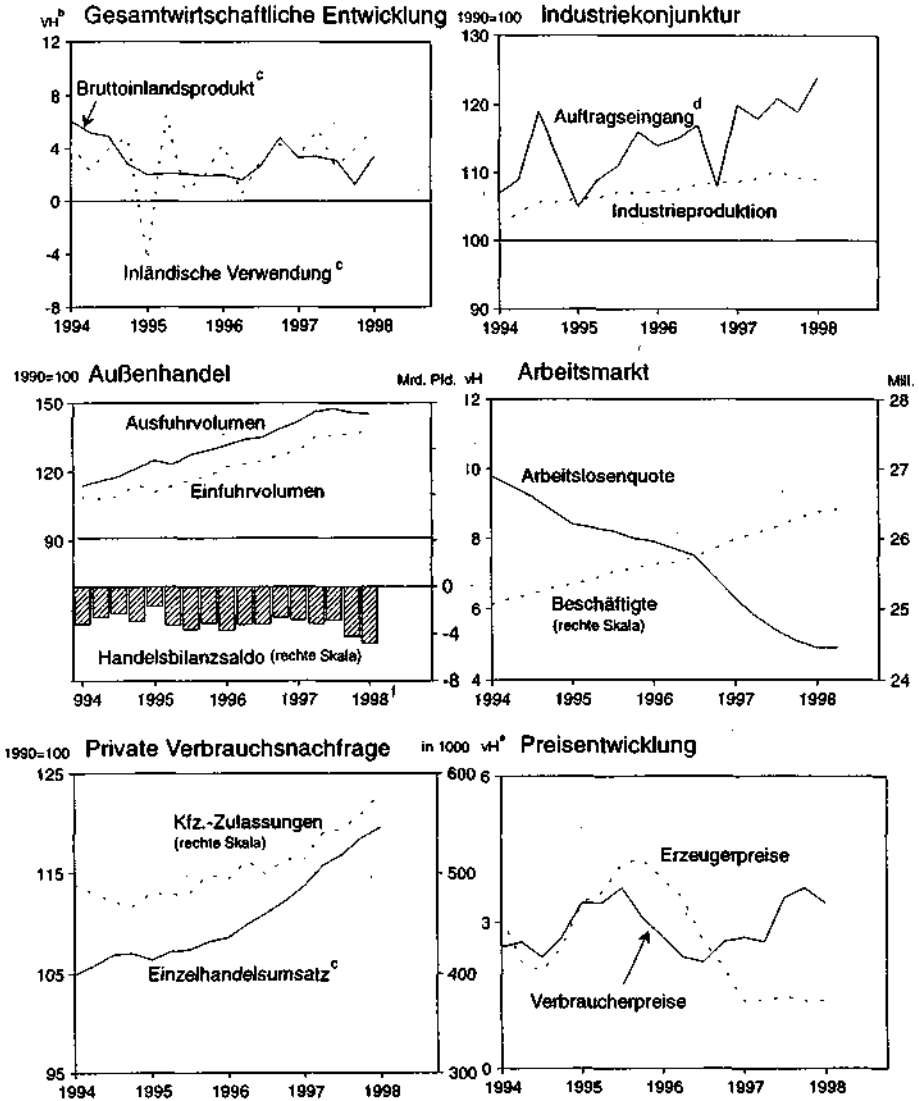 Gesamtwirtschaftliche Entwicklung
vH^b
8
4
0
-4
-8
Bruttoinlandsprodukt^c
Inländische Verwendung^c
1994 1995 1996 1997 1998
Industriekonjunktur
1990=100
130
120
110
100
90
Auftragseingang^d
Industrieproduktion
1994 1995 1996 1997 1998
Außenhandel
1990=100
Mrd. Pfd.
150
120
90
0
-4
-8
Ausfuhrvolumen
Einfuhrvolumen
Handelsbilanzsaldo (rechte Skala)
994 1995 1996 1997 1998^f
Arbeitsmarkt
vH
Mill.
12
10
8
6
4
28
27
26
25
24
Arbeitslosenquote
Beschäftigte
(rechte Skala)
1994 1995 1996 1997 1998
Private Verbrauchsnachfrage
1990=100
in 1000
125
115
105
95
600
500
400
300
Kfz.-Zulassungen
(rechte Skala)
Einzelhandelsumsatz^c
1994 1995 1996 1997 1998
Preisentwicklung
vH^e
6
3
0
Erzeugerpreise
Verbraucherpreise
1994 1995 1996 1997 1998